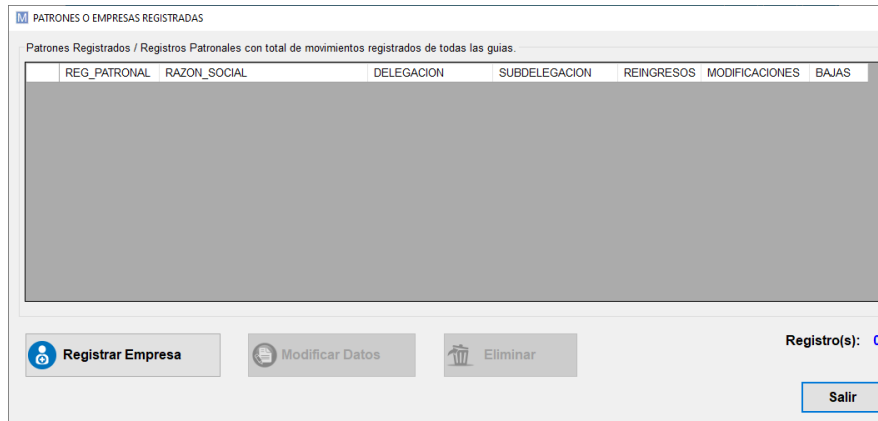 M PATRONES O EMPRESAS REGISTRADAS
Patrones Registrados / Registros Patronales con total de movimientos registrados de todas las guias.
REG_PATRONAL RAZON_SOCIAL DELEGACION SUBDELEGACION REINGRESOS MODIFICACIONES BAJAS
Registrar Empresa Modificar Datos Eliminar Registro(s): 0
Salir